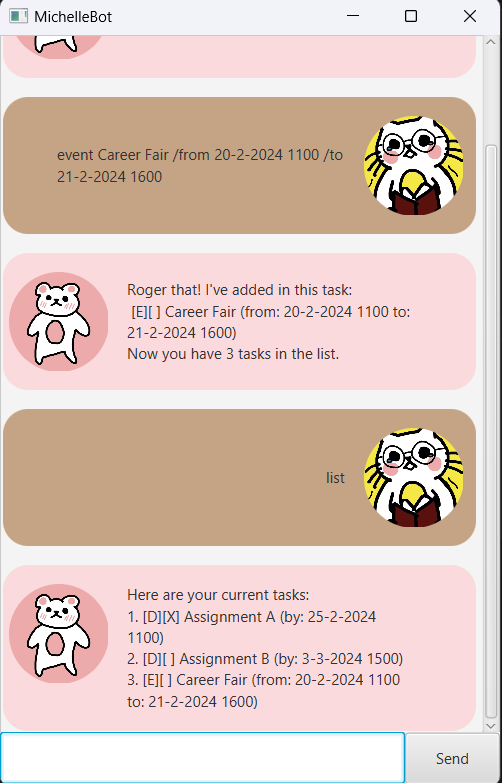 MichelleBot
event Career Fair /from 20-2-2024 1100 /to
21-2-2024 1600
Roger that! I've added in this task:
[E][ ] Career Fair (from: 20-2-2024 1100 to:
21-2-2024 1600)
Now you have 3 tasks in the list.
list
Here are your current tasks:
1. [D][X] Assignment A (by: 25-2-2024
1100)
2. [D][ ] Assignment B (by: 3-3-2024 1500)
3. [E][ ] Career Fair (from: 20-2-2024 1100
to: 21-2-2024 1600)
Send